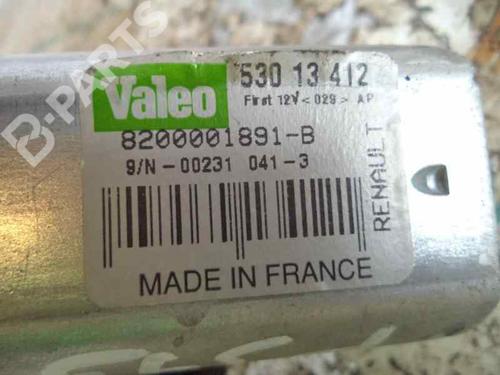 B-PARTS
Valeo
530 13 412
First 12V <029> AP
8200001891-B
S/N-00231 041-3
RENAULT
MADE IN FRANCE